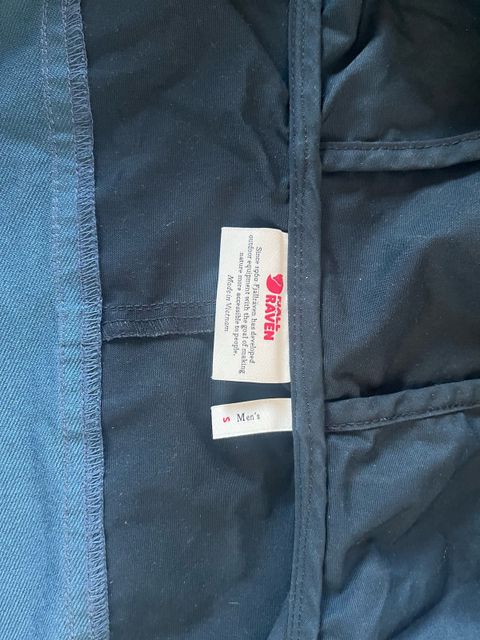 FJÄLL
RÄVEN
Since 1960 Fjällräven has developed
outdoor equipment with the goal of making
nature more accessible to people.
Made in Vietnam.
S Men's